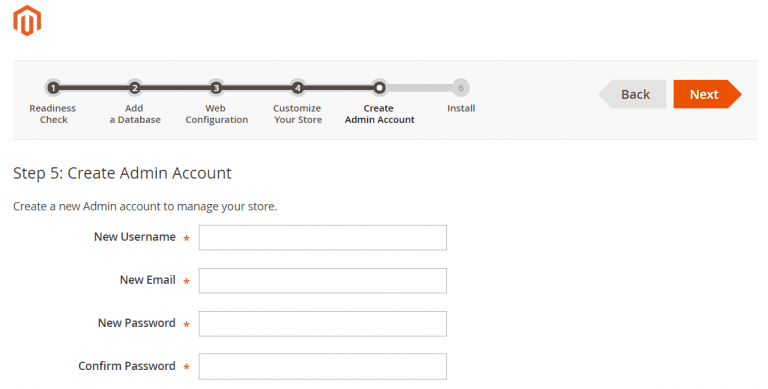 1 2 3 4 6
Readiness Check
Add a Database
Web Configuration
Customize Your Store
Create Admin Account
Install
Back
Next
Step 5: Create Admin Account
Create a new Admin account to manage your store.
New Username *
New Email *
New Password *
Confirm Password *